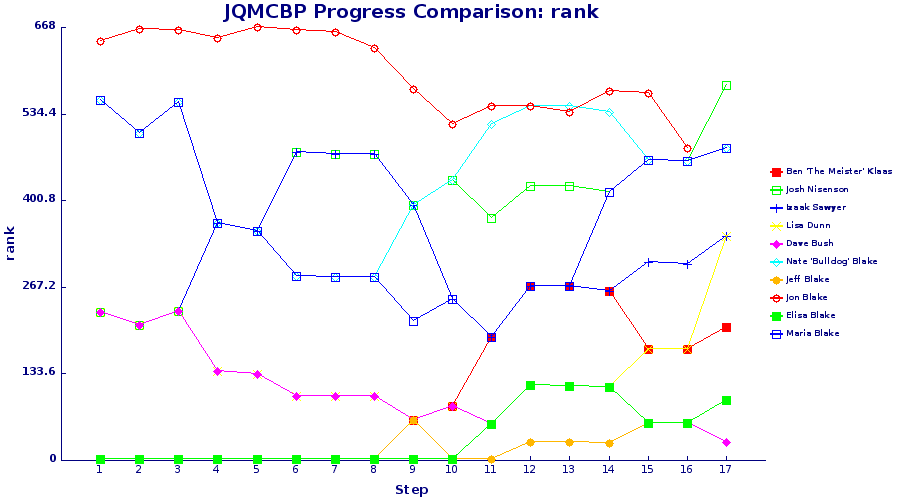 JQMCBP Progress Comparison: rank
668
534.4
400.8
267.2
133.6
0
rank
1 2 3 4 5 6 7 8 9 10 11 12 13 14 15 16 17
Step
Ben 'The Meister' Klaas
Josh Nisenson
Izaak Sawyer
Lisa Dunn
Dave Bush
Nate 'Bulldog' Blake
Jeff Blake
Jon Blake
Elisa Blake
Maria Blake